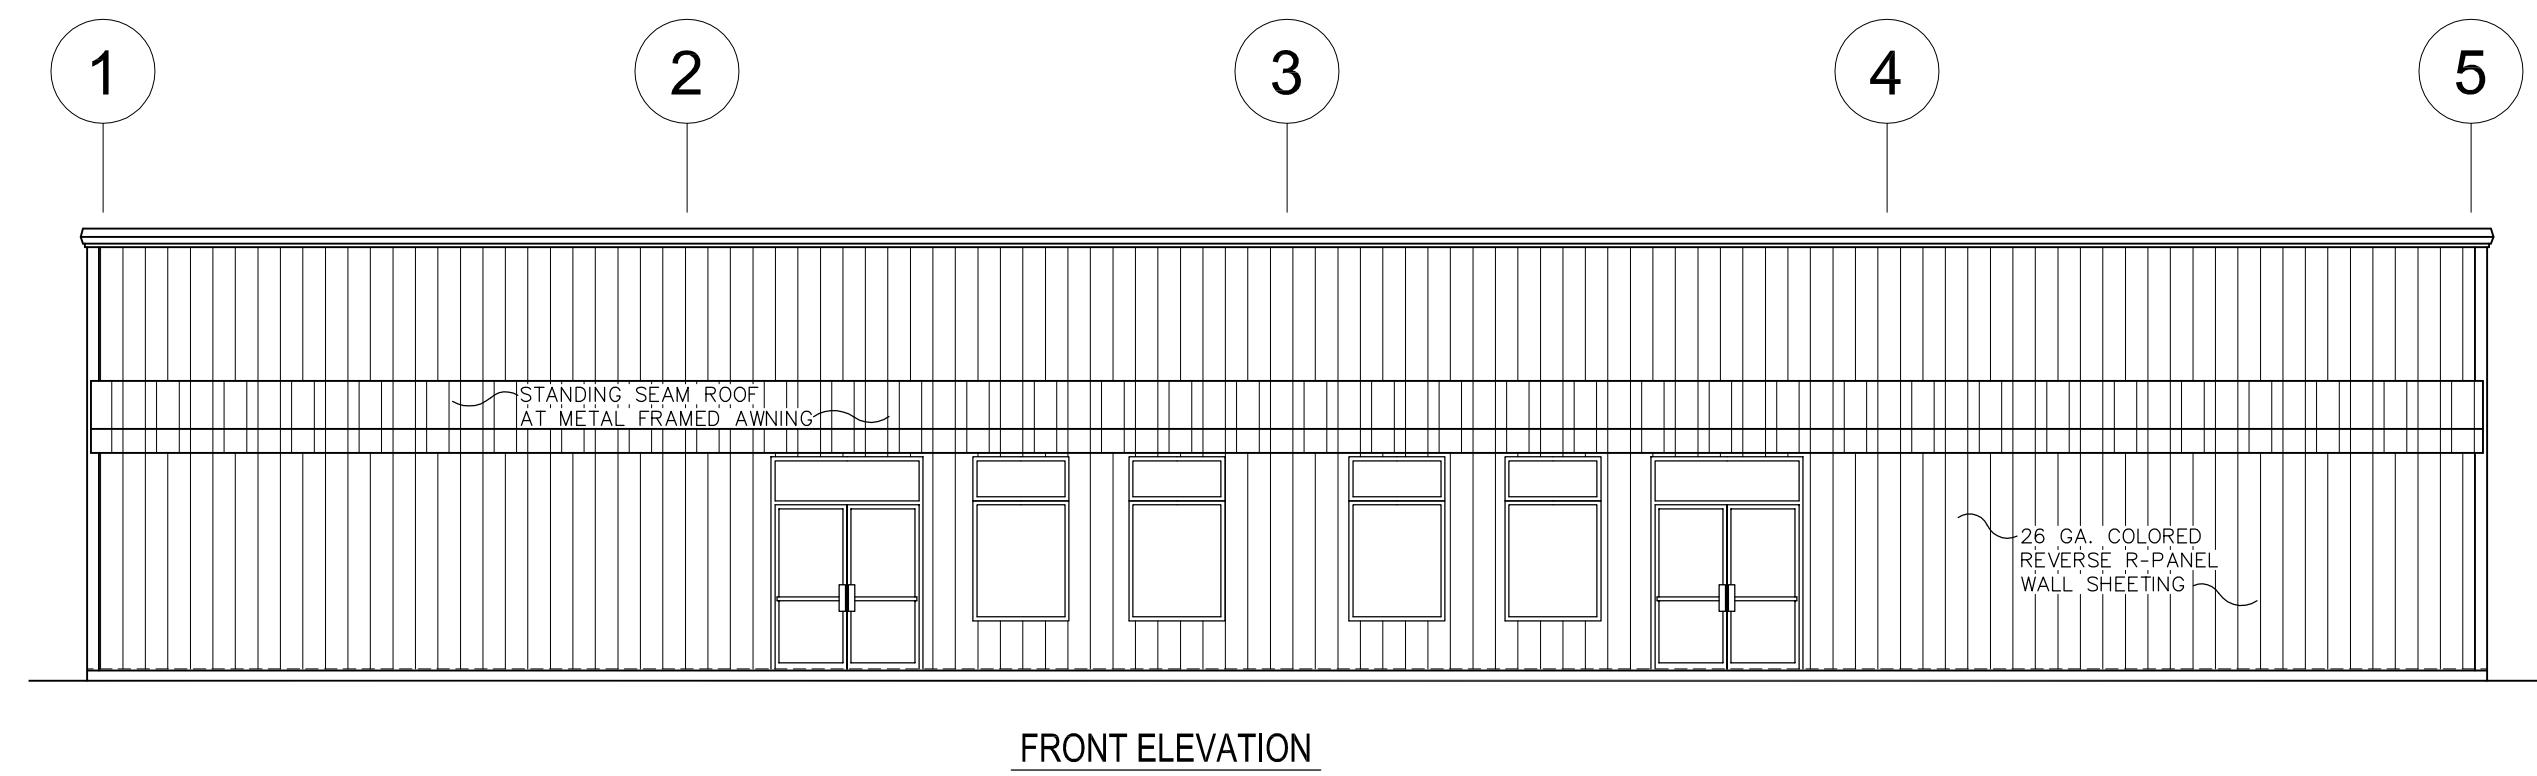 1 2 3 4 5
STANDING SEAM ROOF
AT METAL FRAMED AWNING
26 GA. COLORED
REVERSE R-PANEL
WALL SHEETING
FRONT ELEVATION